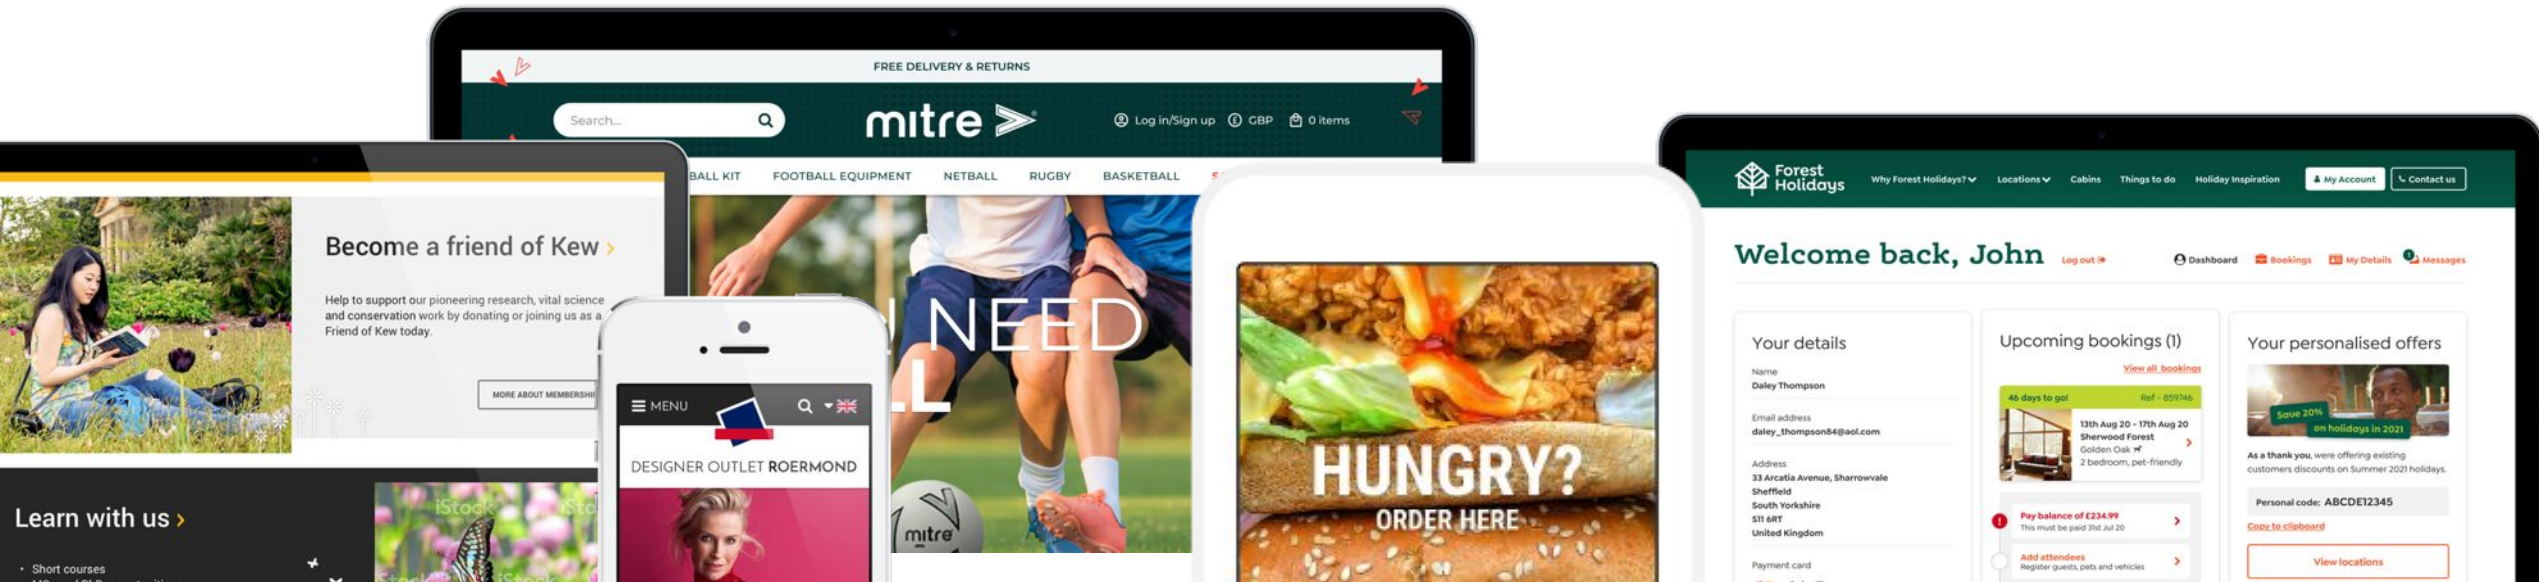 FREE DELIVERY & RETURNS
Search...
mitre
Log in/Sign up
GBP
0 items
BALL KIT
FOOTBALL EQUIPMENT
NETBALL
RUGBY
BASKETBALL
NEED
LL
mitre
Become a friend of Kew >
Help to support our pioneering research, vital science
and conservation work by donating or joining us as a
Friend of Kew today.
MORE ABOUT MEMBERSHI
Learn with us >
• Short courses
iStock
MENU
DESIGNER OUTLET ROERMOND
HUNGRY?
ORDER HERE
Forest
Holidays
Why Forest Holidays?
Locations
Cabins
Things to do
Holiday Inspiration
My Account
Contact us
Welcome back, John
Log out
Dashboard
Bookings
My Details
1
Messages
Your details
Name
Daley Thompson
Email address
daley_thompson84@aol.com
Address
33 Arcatia Avenue, Sharrowvale
Sheffield
South Yorkshire
S11 6RT
United Kingdom
Payment card
Upcoming bookings (1)
View all bookings
46 days to go!
Ref - 859746
13th Aug 20 - 17th Aug 20
Sherwood Forest
Golden Oak
2 bedroom, pet-friendly
Pay balance of £234.99
This must be paid 31st Jul 20
Add attendees
Register guests, pets and vehicles
Your personalised offers
Save 20%
on holidays in 2021
As a thank you, were offering existing
customers discounts on Summer 2021 holidays.
Personal code: ABCDE12345
Copy to clipboard
View locations